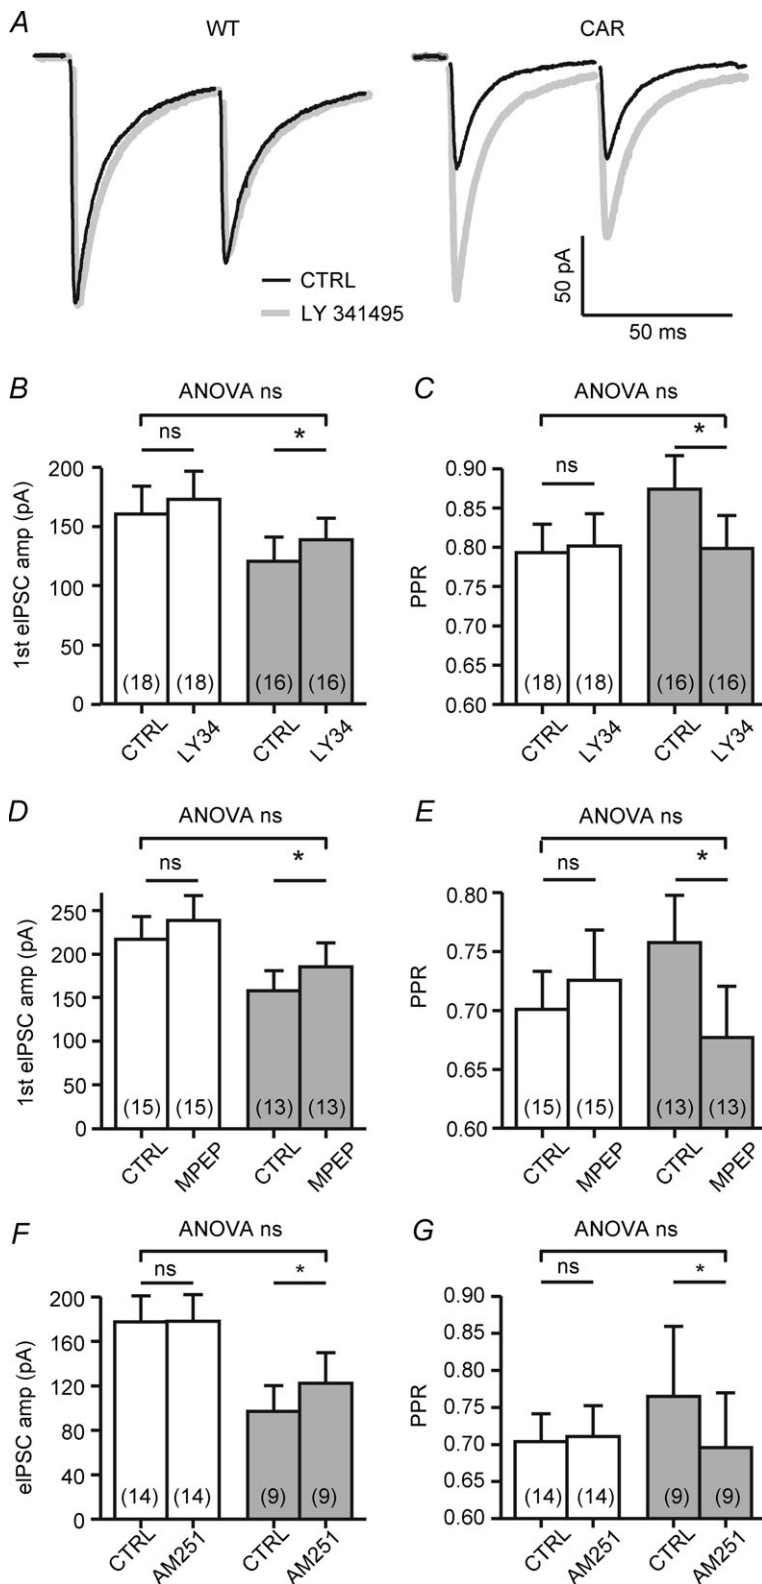 A
WT
CAR
CTRL
LY 341495
50 pA
50 ms
B
ANOVA ns
ns
*
1st eIPSC amp (pA)
200
150
100
50
0
(18)
(18)
(16)
(16)
CTRL
LY34
CTRL
LY34
C
ANOVA ns
ns
*
PPR
0.90
0.85
0.80
0.75
0.70
0.65
0.60
(18)
(18)
(16)
(16)
CTRL
LY34
CTRL
LY34
D
ANOVA ns
ns
*
1st eIPSC amp (pA)
250
200
150
100
50
0
(15)
(15)
(13)
(13)
CTRL
MPEP
CTRL
MPEP
E
ANOVA ns
ns
*
PPR
0.80
0.75
0.70
0.65
0.60
(15)
(15)
(13)
(13)
CTRL
MPEP
CTRL
MPEP
F
ANOVA ns
ns
*
eIPSC amp (pA)
200
160
120
80
40
0
(14)
(14)
(9)
(9)
CTRL
AM251
CTRL
AM251
G
ANOVA ns
ns
*
PPR
0.90
0.85
0.80
0.75
0.70
0.65
0.60
(14)
(14)
(9)
(9)
CTRL
AM251
CTRL
AM251